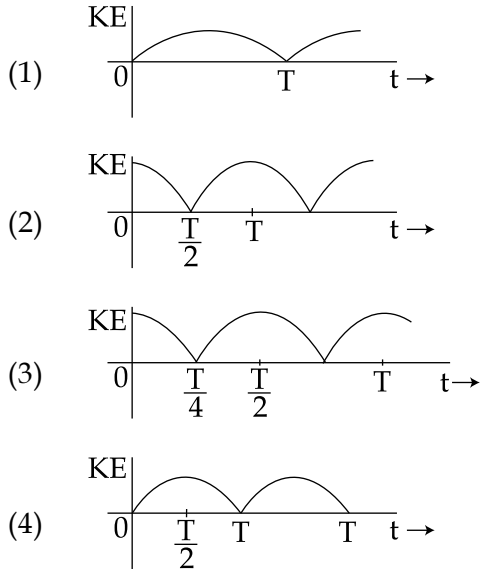 KE
(1)
0 T t →
KE
(2)
0 T/2 T t →
KE
(3)
0 T/4 T/2 T t →
KE
(4)
0 T/2 T T t →